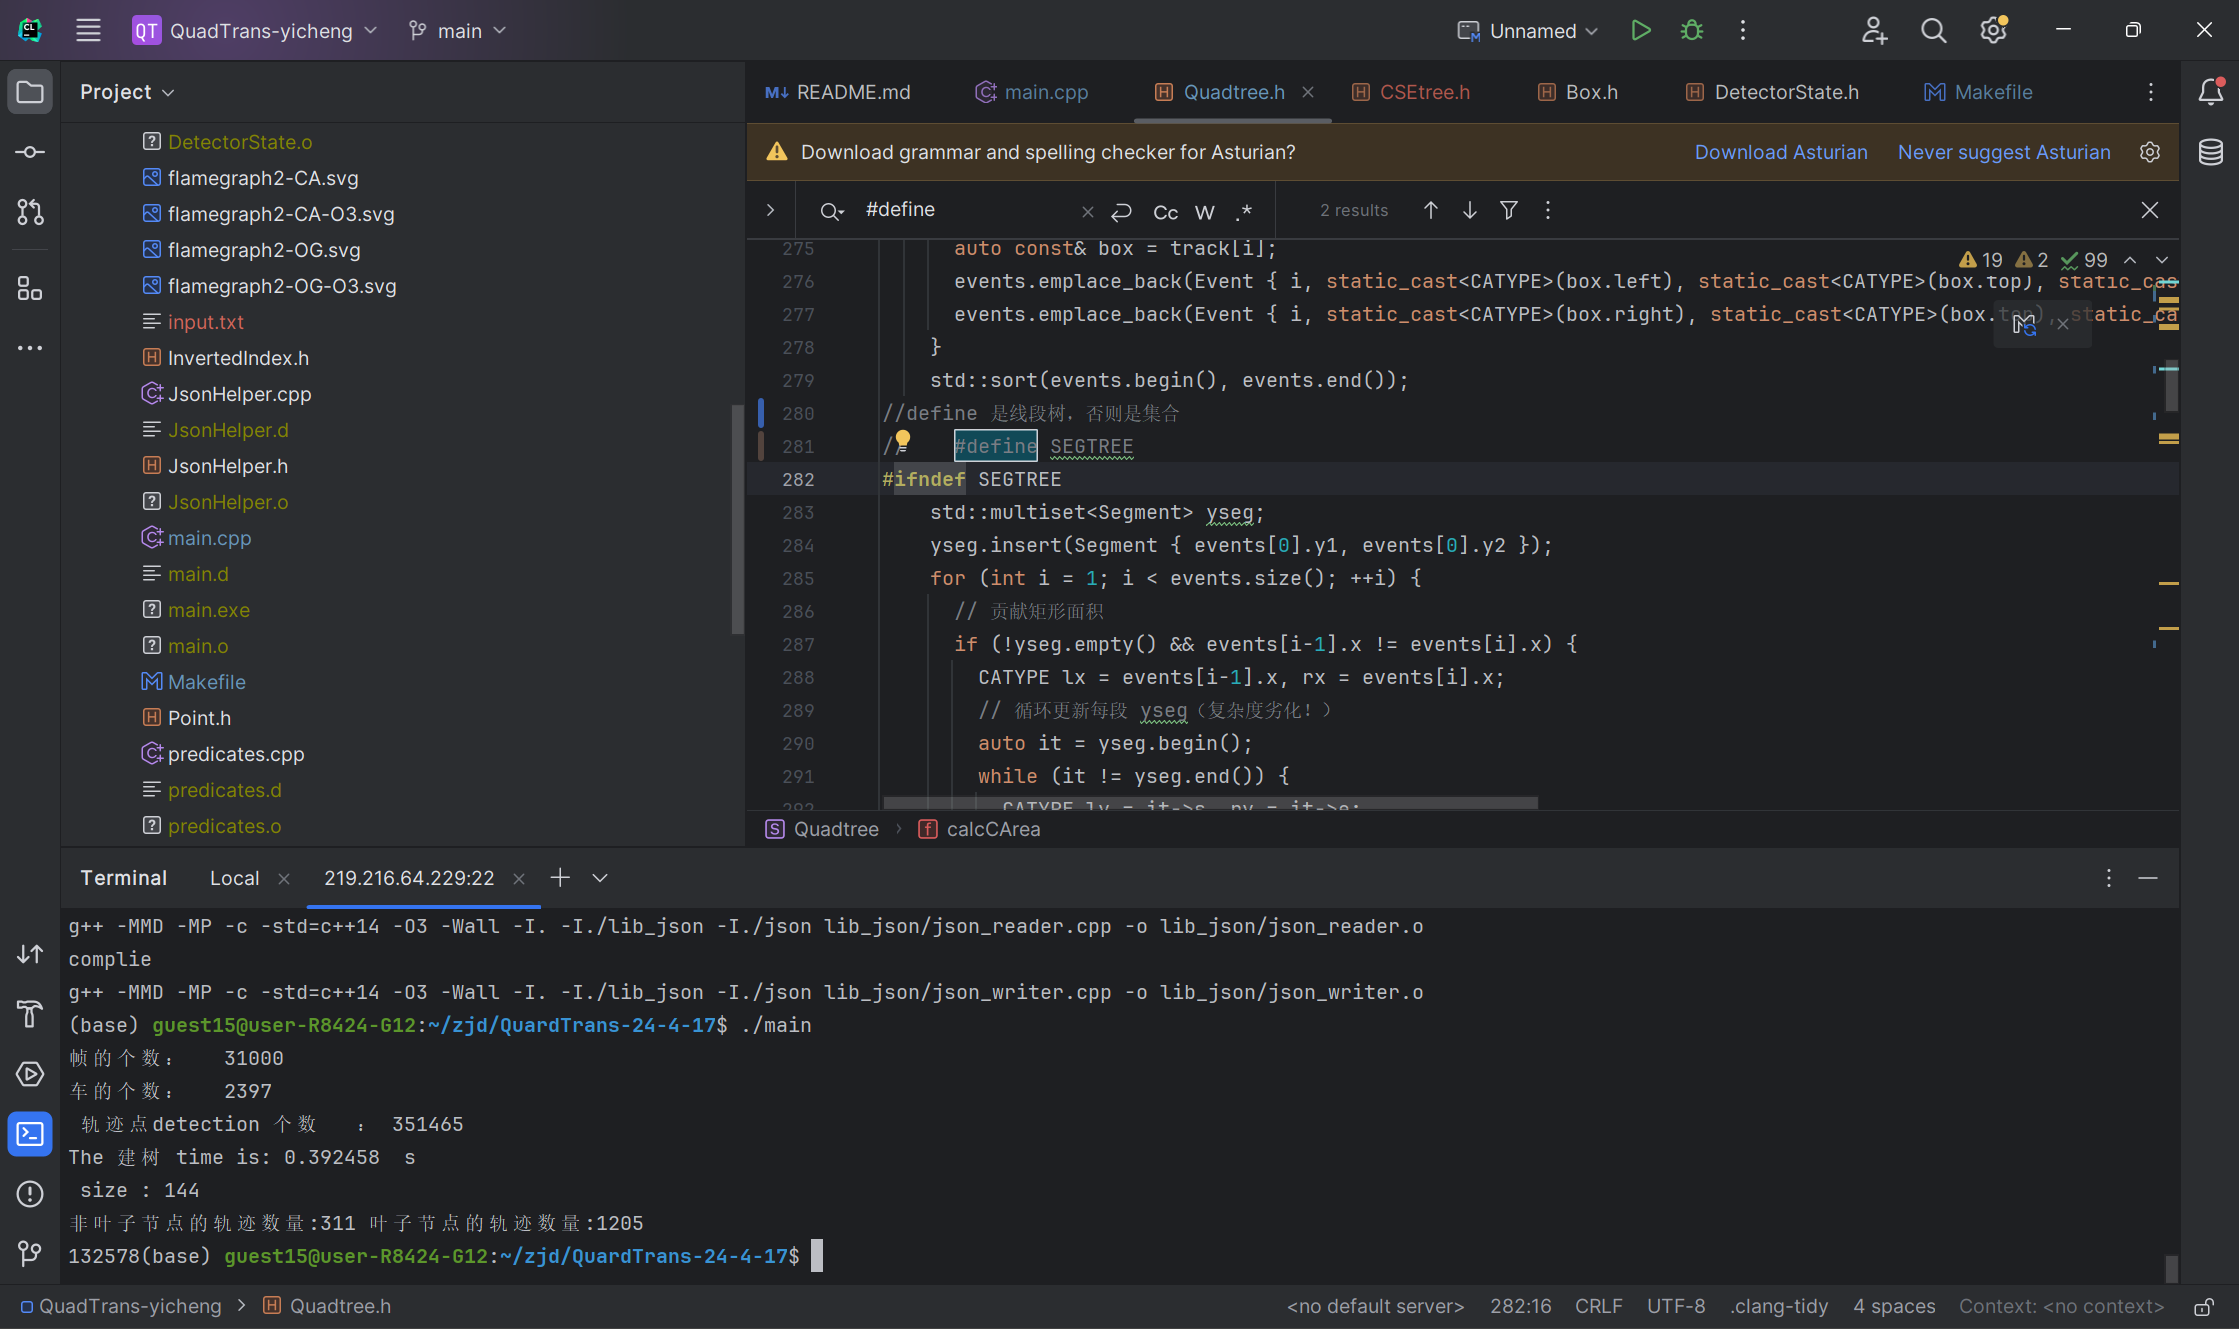 QT QuadTrans-yicheng main Unnamed
Project
DetectorState.o
flamegraph2-CA.svg
flamegraph2-CA-O3.svg
flamegraph2-OG.svg
flamegraph2-OG-O3.svg
input.txt
InvertedIndex.h
JsonHelper.cpp
JsonHelper.d
JsonHelper.h
JsonHelper.o
main.cpp
main.d
main.exe
main.o
Makefile
Point.h
predicates.cpp
predicates.d
predicates.o
README.md main.cpp Quadtree.h CSEtree.h Box.h DetectorState.h Makefile
Download grammar and spelling checker for Asturian? Download Asturian Never suggest Asturian
#define Cc W .* 2 results
19 2 99
275 auto const& box = track[i];
276 events.emplace_back(Event { i, static_cast<CATYPE>(box.left), static_cast<CATYPE>(box.top), static_cas
277 events.emplace_back(Event { i, static_cast<CATYPE>(box.right), static_cast<CATYPE>(box.top), static_ca
278 }
279 std::sort(events.begin(), events.end());
280 //define 是线段树，否则是集合
281 // #define SEGTREE
282 #ifndef SEGTREE
283 std::multiset<Segment> yseg;
284 yseg.insert(Segment { events[0].y1, events[0].y2 });
285 for (int i = 1; i < events.size(); ++i) {
286 // 贡献矩形面积
287 if (!yseg.empty() && events[i-1].x != events[i].x) {
288 CATYPE lx = events[i-1].x, rx = events[i].x;
289 // 循环更新每段 yseg（复杂度劣化！）
290 auto it = yseg.begin();
291 while (it != yseg.end()) {
292 CATYPE ly = it->s, ry = it->e;
Quadtree calcCArea
Terminal Local 219.216.64.229:22
g++ -MMD -MP -c -std=c++14 -O3 -Wall -I. -I./lib_json -I./json lib_json/json_reader.cpp -o lib_json/json_reader.o
complie
g++ -MMD -MP -c -std=c++14 -O3 -Wall -I. -I./lib_json -I./json lib_json/json_writer.cpp -o lib_json/json_writer.o
(base) guest15@user-R8424-G12:~/zjd/QuardTrans-24-4-17$ ./main
帧的个数： 31000
车的个数： 2397
轨迹点detection 个数 ： 351465
The 建树 time is: 0.392458 s
size : 144
非叶子节点的轨迹数量:311 叶子节点的轨迹数量:1205
132578(base) guest15@user-R8424-G12:~/zjd/QuardTrans-24-4-17$
QuadTrans-yicheng > Quadtree.h <no default server> 282:16 CRLF UTF-8 .clang-tidy 4 spaces Context: <no context>